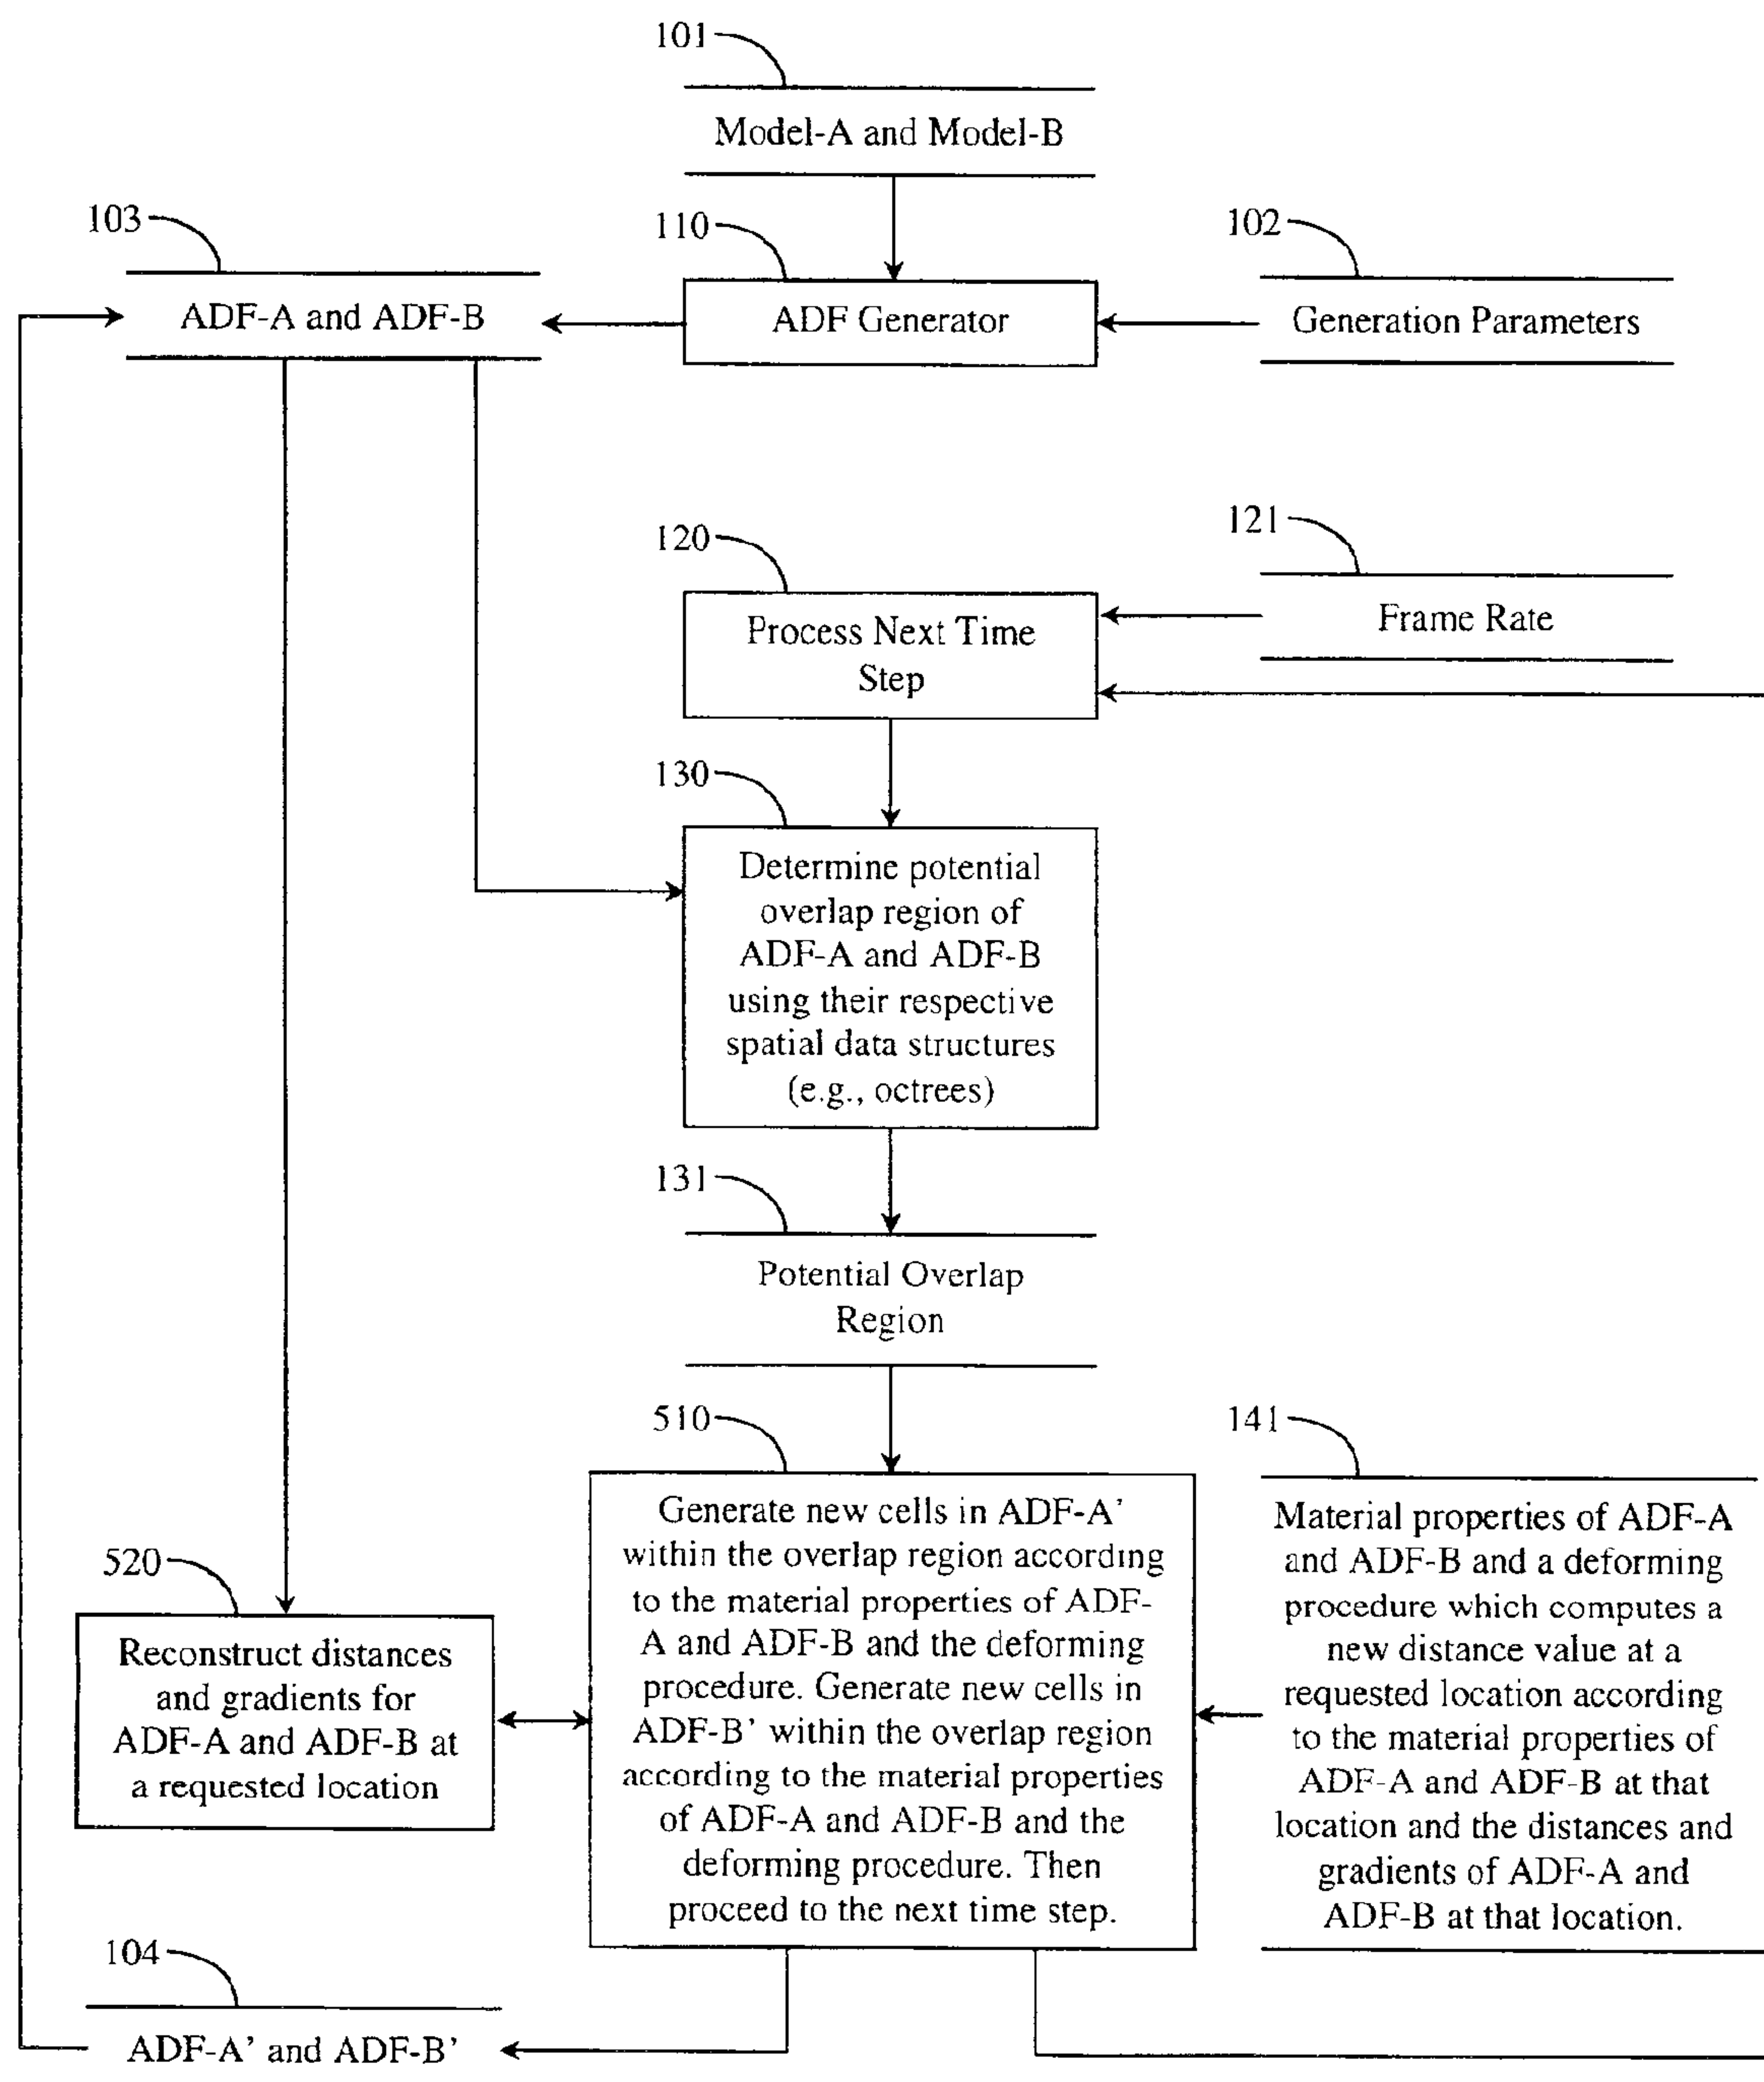 101
Model-A and Model-B
103
110
102
ADF-A and ADF-B
ADF Generator
Generation Parameters
120
121
Process Next Time
Step
Frame Rate
130
Determine potential
overlap region of
ADF-A and ADF-B
using their respective
spatial data structures
(e.g., octrees)
131
Potential Overlap
Region
510
141
Generate new cells in ADF-A'
within the overlap region according
to the material properties of ADF-
A and ADF-B and the deforming
procedure. Generate new cells in
ADF-B' within the overlap region
according to the material properties
of ADF-A and ADF-B and the
deforming procedure. Then
proceed to the next time step.
Material properties of ADF-A
and ADF-B and a deforming
procedure which computes a
new distance value at a
requested location according
to the material properties of
ADF-A and ADF-B at that
location and the distances and
gradients of ADF-A and
ADF-B at that location.
520
Reconstruct distances
and gradients for
ADF-A and ADF-B at
a requested location
104
ADF-A' and ADF-B'